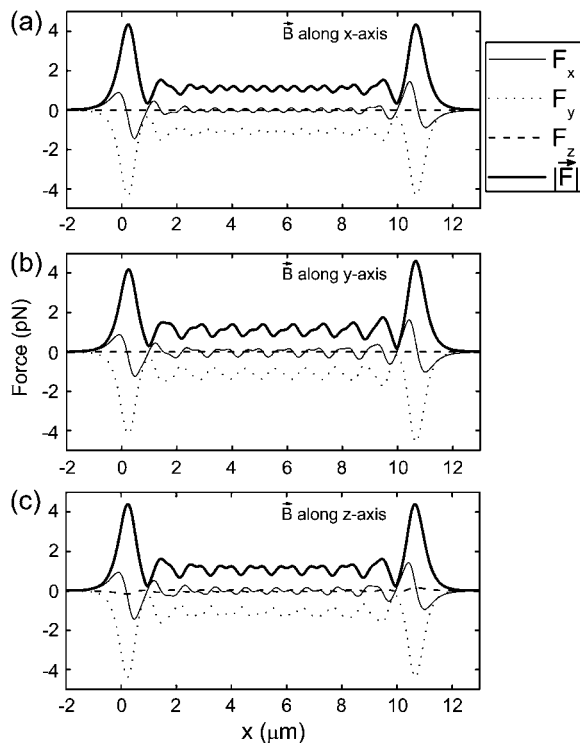 (a)
B⃗ along x-axis
4
2
0
-2
-4
-2 0 2 4 6 8 10 12
F_x
F_y
F_z
|F⃗|
(b)
B⃗ along y-axis
Force (pN)
4
2
0
-2
-4
-2 0 2 4 6 8 10 12
(c)
B⃗ along z-axis
4
2
0
-2
-4
-2 0 2 4 6 8 10 12
x (μm)